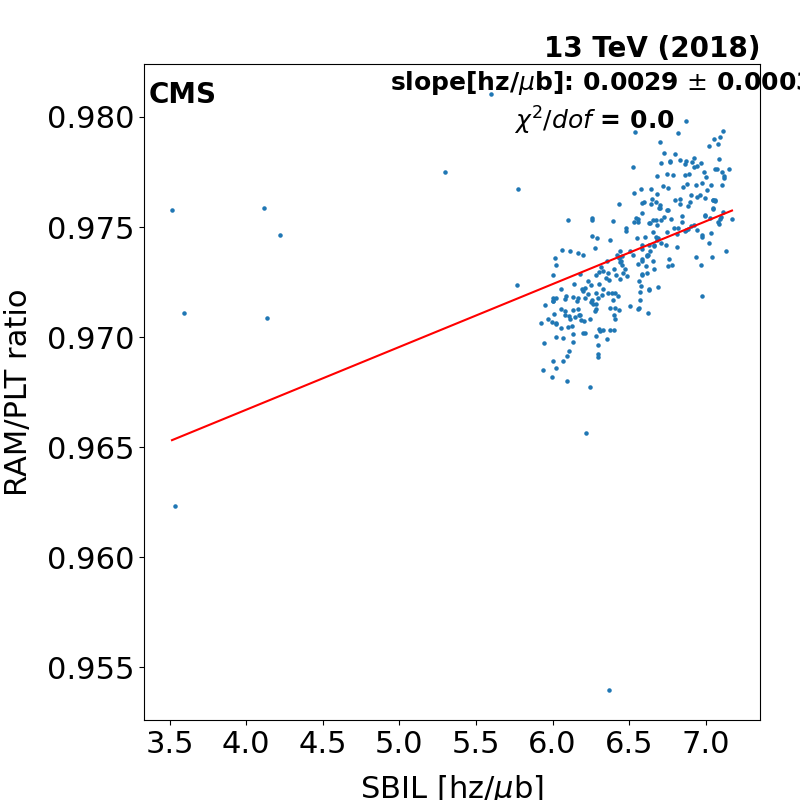 13 TeV (2018)
CMS
slope[hz/μb]: 0.0029 ± 0.0003
χ²/dof = 0.0
RAM/PLT ratio
0.980
0.975
0.970
0.965
0.960
0.955
3.5 4.0 4.5 5.0 5.5 6.0 6.5 7.0
SBIL [hz/μb]